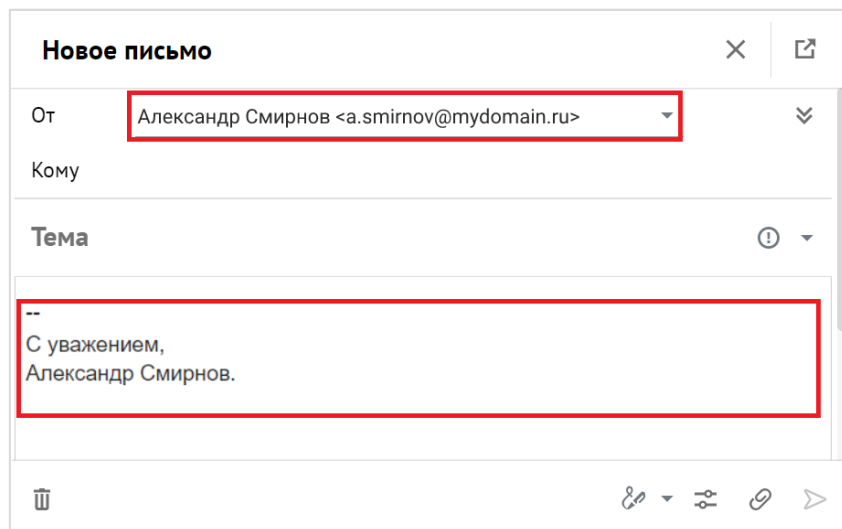 Новое письмо
От Александр Смирнов <a.smirnov@mydomain.ru>
Кому
Тема
--
С уважением,
Александр Смирнов.